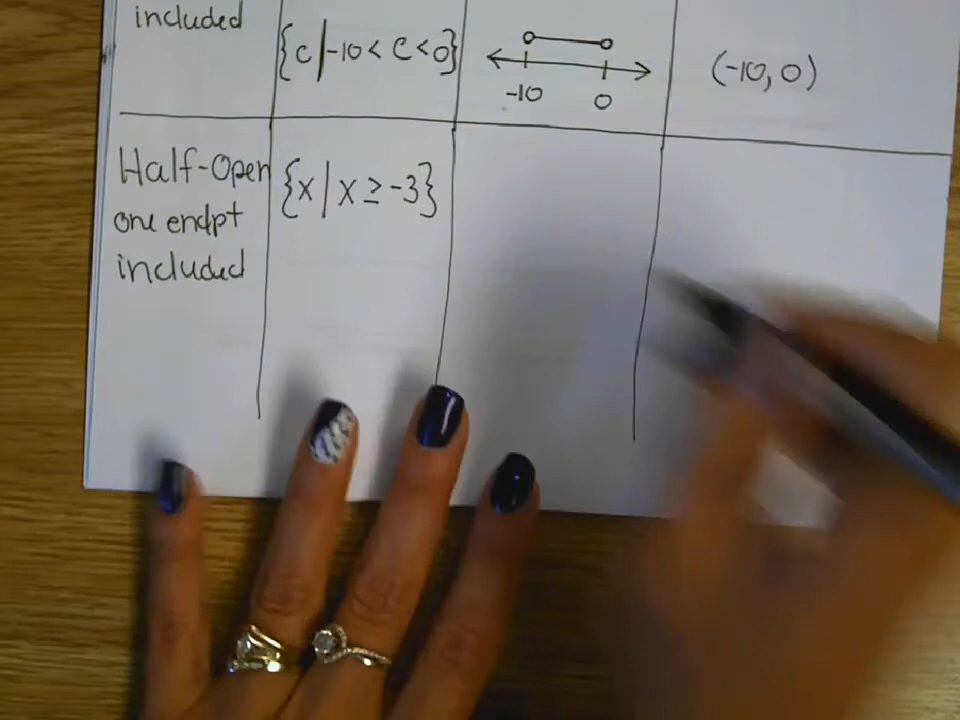 included
{c|-10 < c < 0}
-10 0
(-10, 0)
Half-Open
one endpt
included
{x | x ≥ -3}